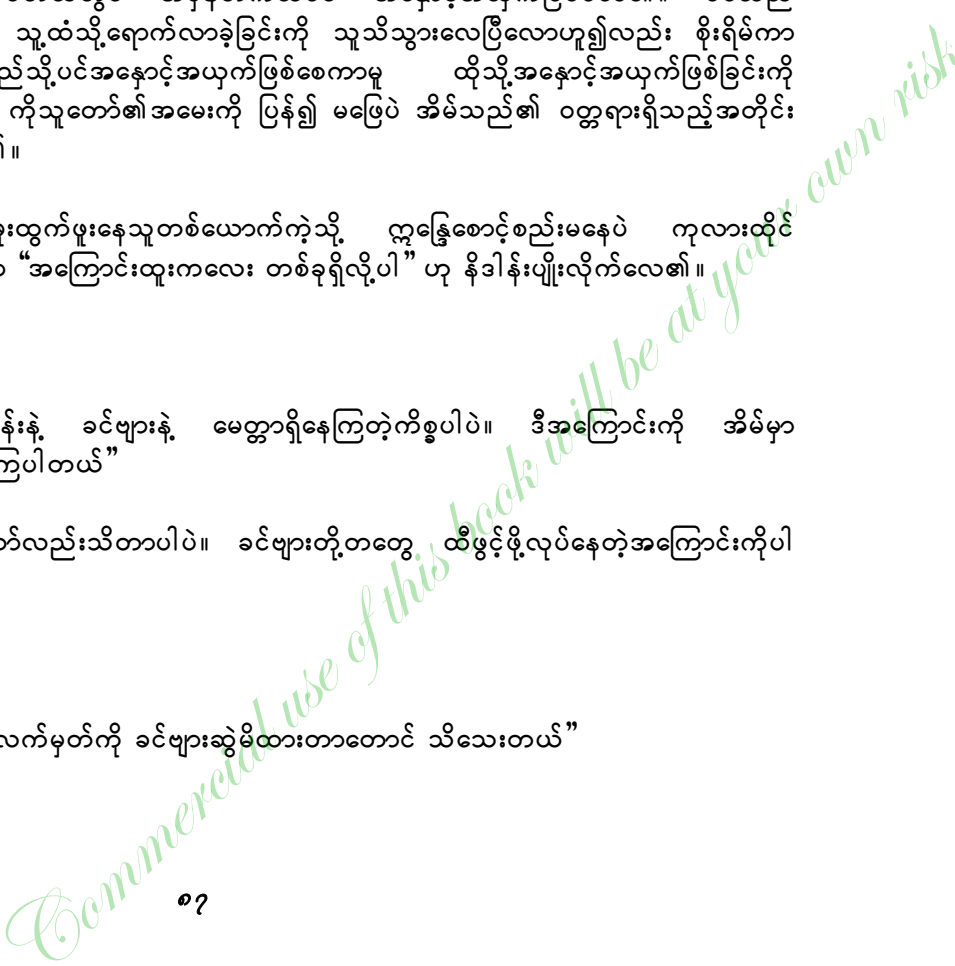 သူ့ထံသို့ရောက်လာခဲ့ခြင်းကို သူသိသွားလေပြီလောဟူ၍လည်း စိုးရိမ်ကာ
ည်သို့ပင်အနှောင့်အယှက်ဖြစ်စေကာမူ ထိုသို့အနှောင့်အယှက်ဖြစ်ခြင်းကို
ကိုသူတော်၏အမေးကို ပြန်၍ မဖြေပဲ အိမ်သည်၏ ဝတ္တရားရှိသည့်အတိုင်း
၏။
မူးထွက်ဖူးနေသူတစ်ယောက်ကဲ့သို့ ဣန္ဒြေစောင့်စည်းမနေပဲ ကုလားထိုင်
“အကြောင်းထူးကလေး တစ်ခုရှိလို့ပါ” ဟု နိဒါန်းပျိုးလိုက်လေ၏။
န်းနဲ့ ခင်ဗျားနဲ့ မေတ္တာရှိနေကြတဲ့ကိစ္စပါပဲ။ ဒီအကြောင်းကို အိမ်မှာ
ကြပါတယ်”
တ်လည်းသိတာပါပဲ။ ခင်ဗျားတို့တတွေ ထီဖွင့်ဖို့လုပ်နေတဲ့အကြောင်းကိုပါ
လက်မှတ်ကို ခင်ဗျားဆွဲမိထားတာတောင် သိသေးတယ်”
၈၇
Commercial use of this book will be at your own risk